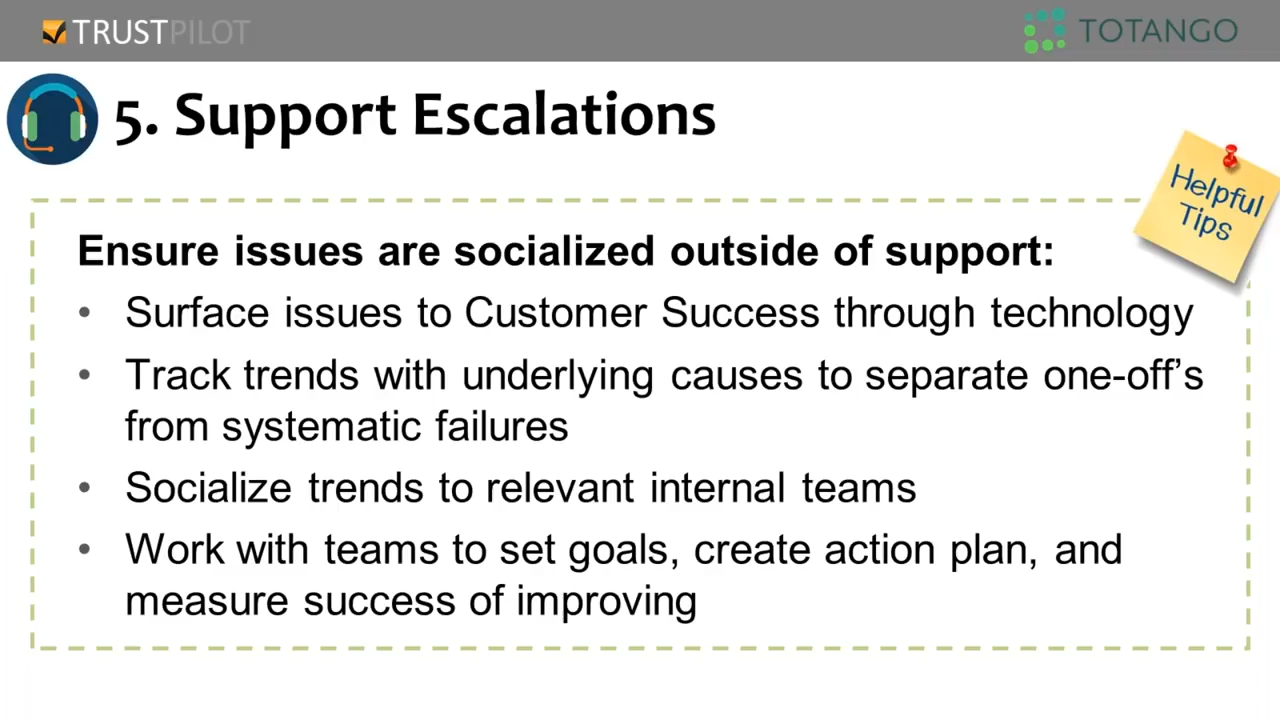 TRUSTPILOT
TOTANGO
5. Support Escalations
Helpful
Tips
Ensure issues are socialized outside of support:
• Surface issues to Customer Success through technology
• Track trends with underlying causes to separate one-off’s
from systematic failures
• Socialize trends to relevant internal teams
• Work with teams to set goals, create action plan, and
measure success of improving